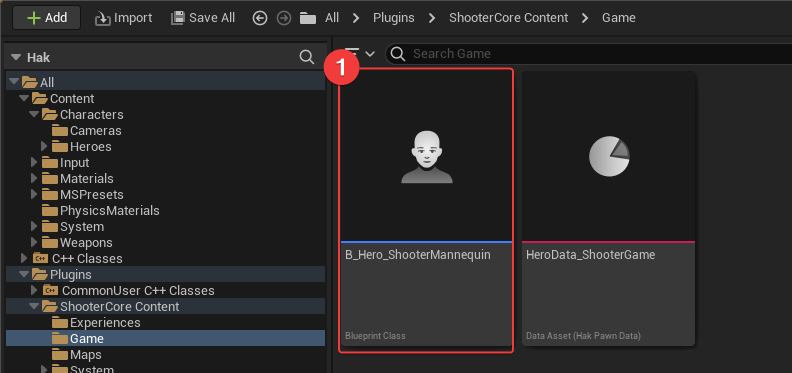 + Add
Import
Save All
All > Plugins > ShooterCore Content > Game
Hak
1
Search Game
All
Content
Characters
Cameras
Heroes
Input
Materials
MSPresets
PhysicsMaterials
System
Weapons
C++ Classes
Plugins
CommonUser C++ Classes
ShooterCore Content
Experiences
Game
Maps
System
B_Hero_ShooterMannequin
Blueprint Class
HeroData_ShooterGame
Data Asset (Hak Pawn Data)